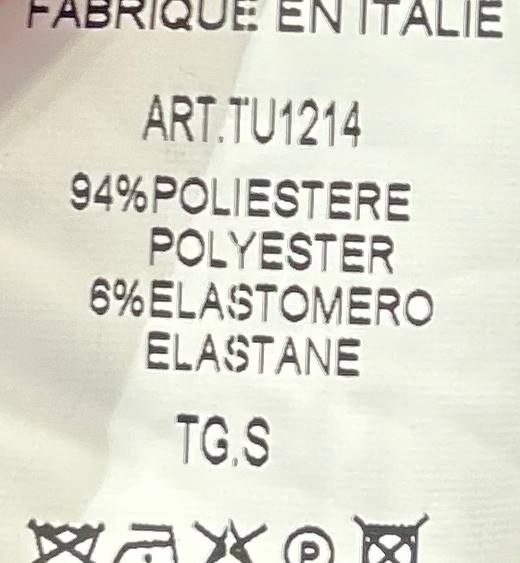 FABRIQUE EN ITALIE
ART.TU1214
94%POLIESTERE
POLYESTER
6%ELASTOMERO
ELASTANE
TG.S
P